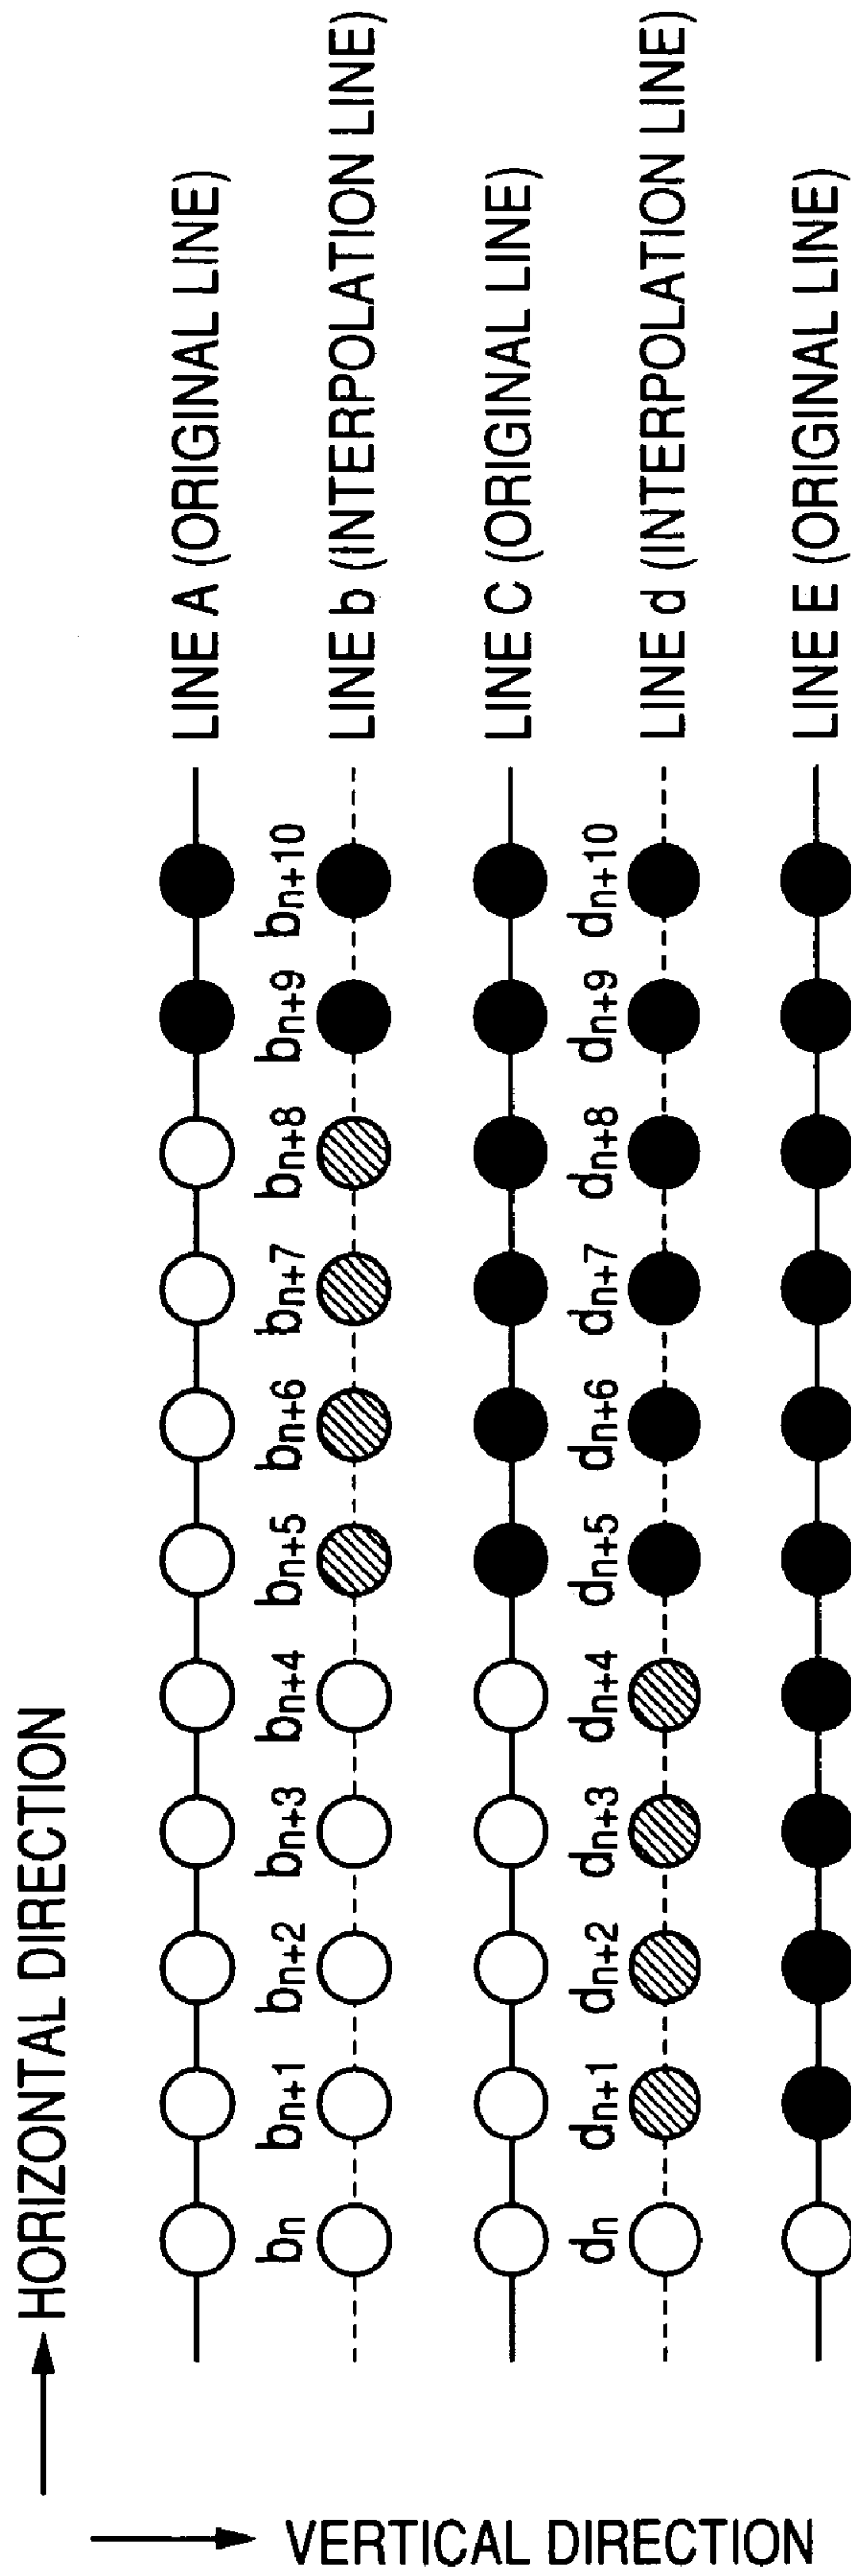 HORIZONTAL DIRECTION
VERTICAL DIRECTION
LINE A (ORIGINAL LINE)
bn bn+1 bn+2 bn+3 bn+4 bn+5 bn+6 bn+7 bn+8 bn+9 bn+10
LINE b (INTERPOLATION LINE)
LINE C (ORIGINAL LINE)
dn dn+1 dn+2 dn+3 dn+4 dn+5 dn+6 dn+7 dn+8 dn+9 dn+10
LINE d (INTERPOLATION LINE)
LINE E (ORIGINAL LINE)